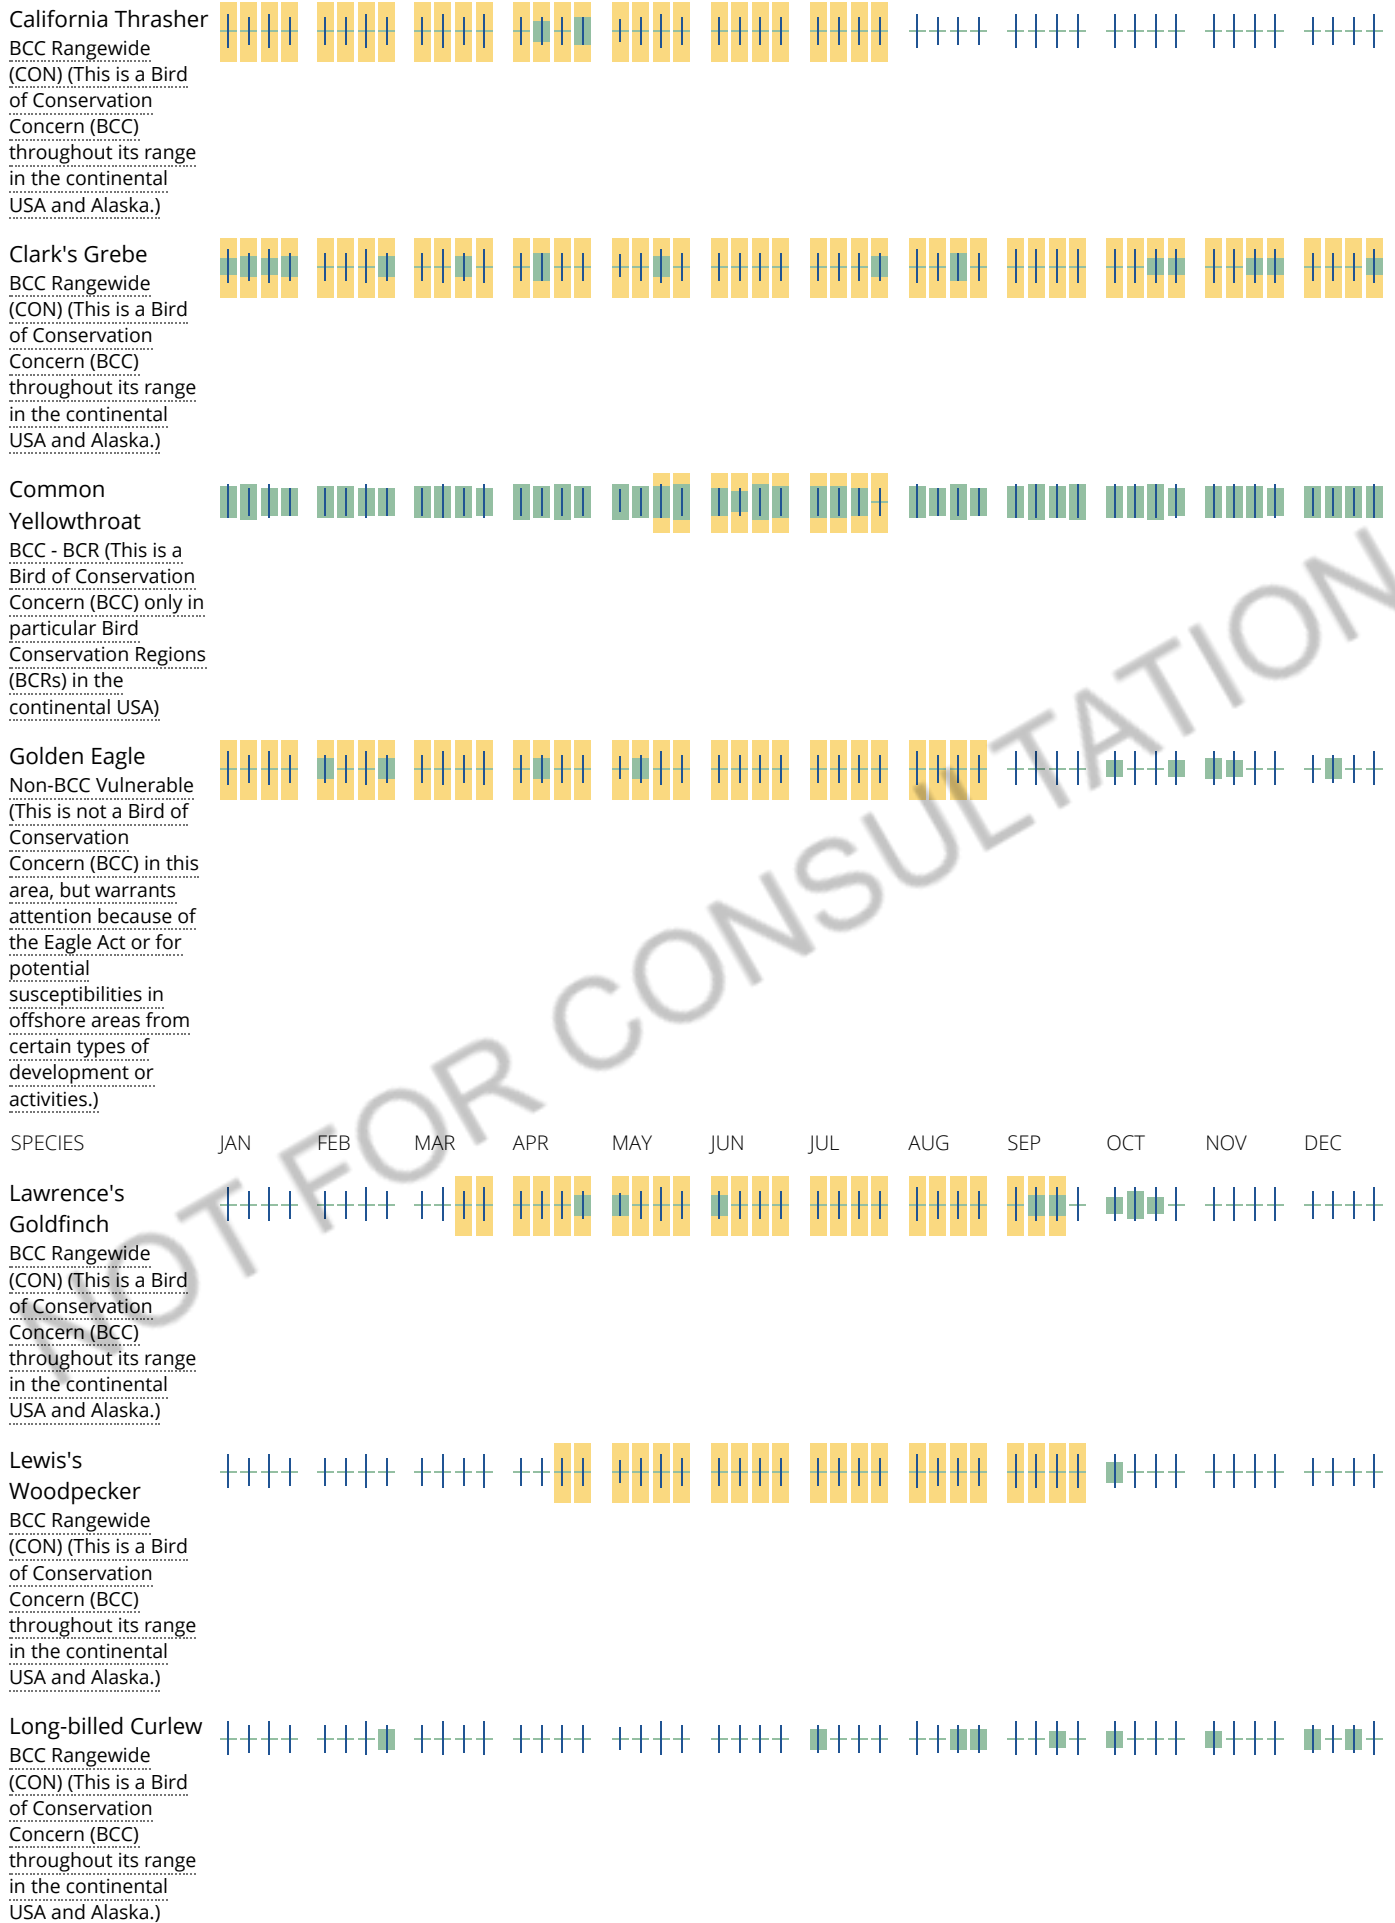 California Thrasher
BCC Rangewide
(CON) (This is a Bird
of Conservation
Concern (BCC)
throughout its range
in the continental
USA and Alaska.)
Clark's Grebe
BCC Rangewide
(CON) (This is a Bird
of Conservation
Concern (BCC)
throughout its range
in the continental
USA and Alaska.)
Common
Yellowthroat
BCC - BCR (This is a
Bird of Conservation
Concern (BCC) only in
particular Bird
Conservation Regions
(BCRs) in the
continental USA)
Golden Eagle
Non-BCC Vulnerable
(This is not a Bird of
Conservation
Concern (BCC) in this
area, but warrants
attention because of
the Eagle Act or for
potential
susceptibilities in
offshore areas from
certain types of
development or
activities.)
SPECIES JAN FEB MAR APR MAY JUN JUL AUG SEP OCT NOV DEC
Lawrence's
Goldfinch
BCC Rangewide
(CON) (This is a Bird
of Conservation
Concern (BCC)
throughout its range
in the continental
USA and Alaska.)
Lewis's
Woodpecker
BCC Rangewide
(CON) (This is a Bird
of Conservation
Concern (BCC)
throughout its range
in the continental
USA and Alaska.)
Long-billed Curlew
BCC Rangewide
(CON) (This is a Bird
of Conservation
Concern (BCC)
throughout its range
in the continental
USA and Alaska.)
NOT FOR CONSULTATION